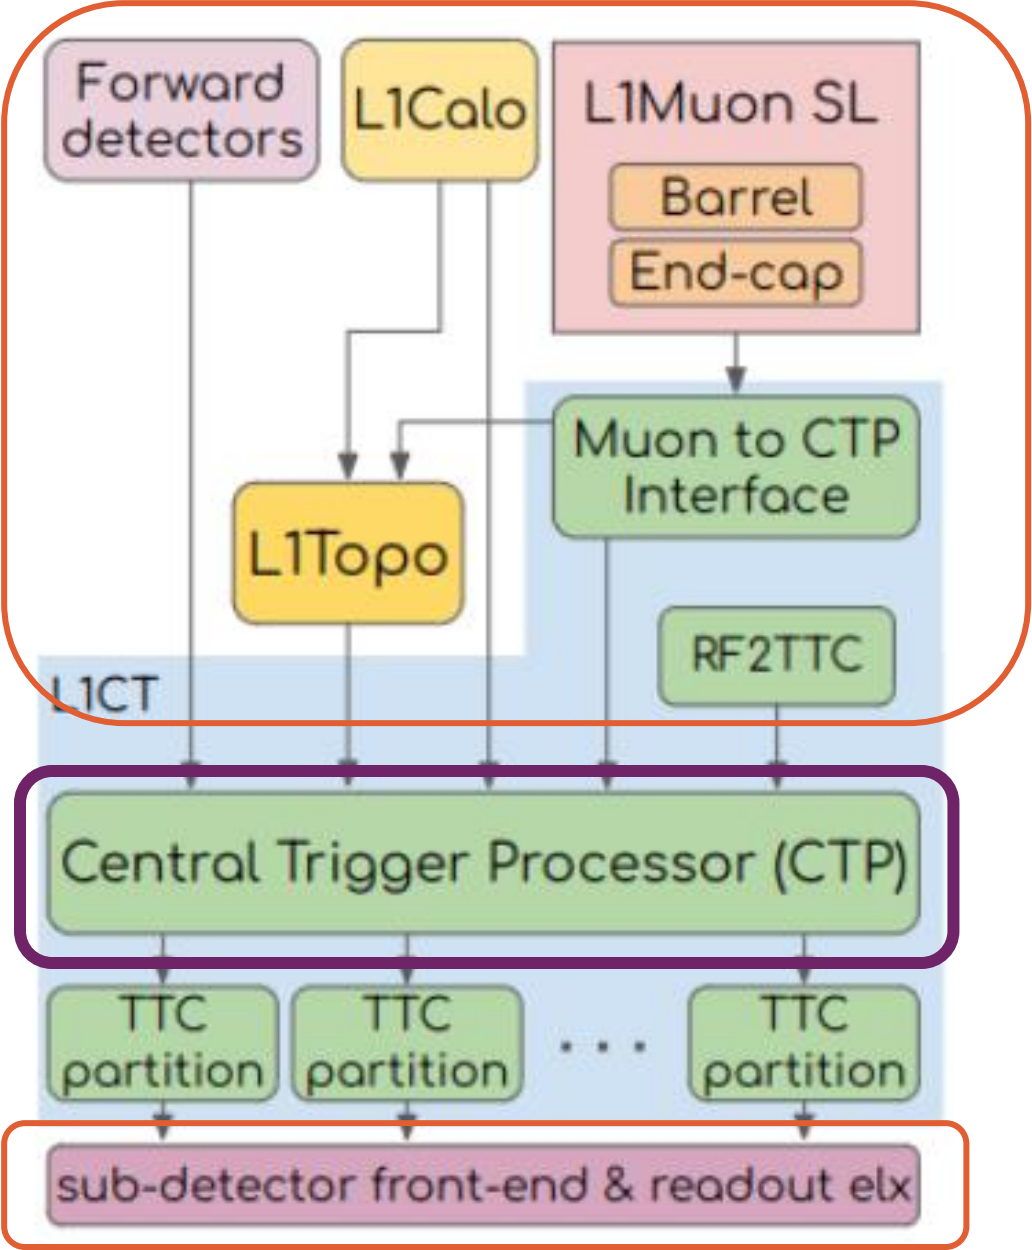 Forward
detectors
L1Calo
L1Muon SL
Barrel
End-cap
Muon to CTP
Interface
L1Topo
RF2TTC
L1CT
Central Trigger Processor (CTP)
TTC
partition
TTC
partition
. . .
TTC
partition
sub-detector front-end & readout elx